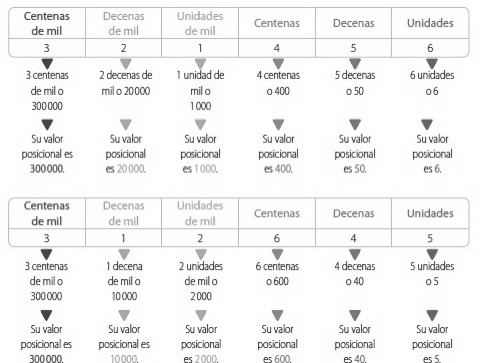 Centenas de mil Decenas de mil Unidades de mil Centenas Decenas Unidades
3 2 1 4 5 6
3 centenas 2 decenas de 1 unidad de 4 centenas 5 decenas 6 unidades
de mil o mil o 20 000 mil o o 400 o 50 o 6
300 000 1 000
Su valor Su valor Su valor Su valor Su valor Su valor
posicional es posicional posicional posicional posicional posicional
300 000. es 20 000. es 1 000. es 400. es 50. es 6.
Centenas de mil Decenas de mil Unidades de mil Centenas Decenas Unidades
3 1 2 6 4 5
3 centenas 1 decena 2 unidades 6 centenas 4 decenas 5 unidades
de mil o de mil o de mil o o 600 o 40 o 5
300 000 10 000 2 000
Su valor Su valor Su valor Su valor Su valor Su valor
posicional es posicional es posicional posicional posicional posicional
300 000. 10 000. es 2 000. es 600. es 40. es 5.